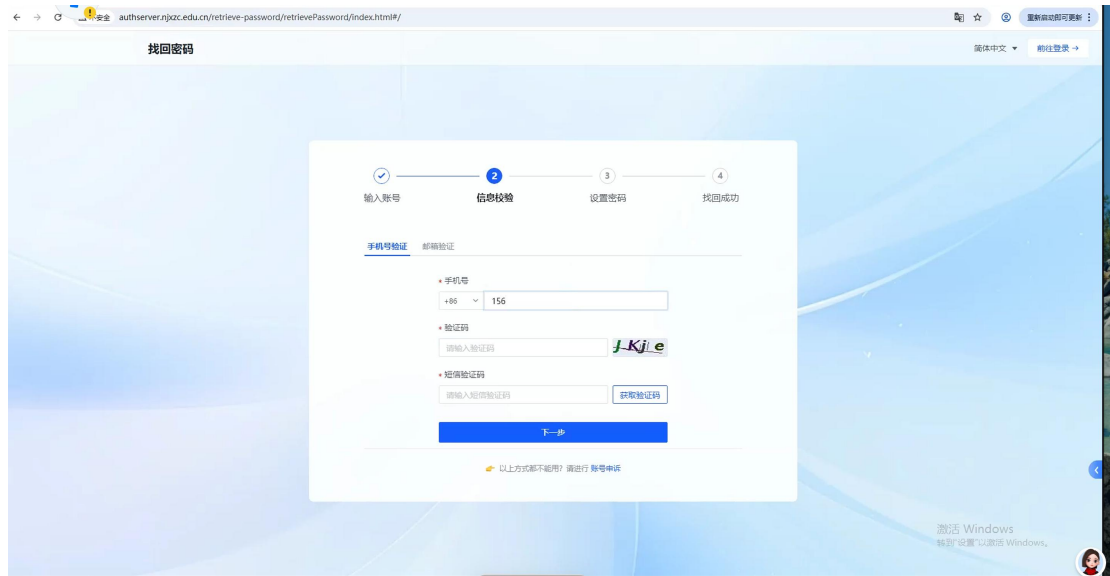 不安全 authserver.njxzc.edu.cn/retrieve-password/retrievePassword/index.html#/ 重新启动即可更新
找回密码 简体中文 前往登录 →
2 3 4
输入账号 信息校验 设置密码 找回成功
手机号验证 邮箱验证
* 手机号
+86 156
* 验证码
请输入验证码
* 短信验证码
请输入短信验证码 获取验证码
下一步
以上方式都不能用? 请进行 账号申诉
激活 Windows
转到"设置"以激活 Windows。